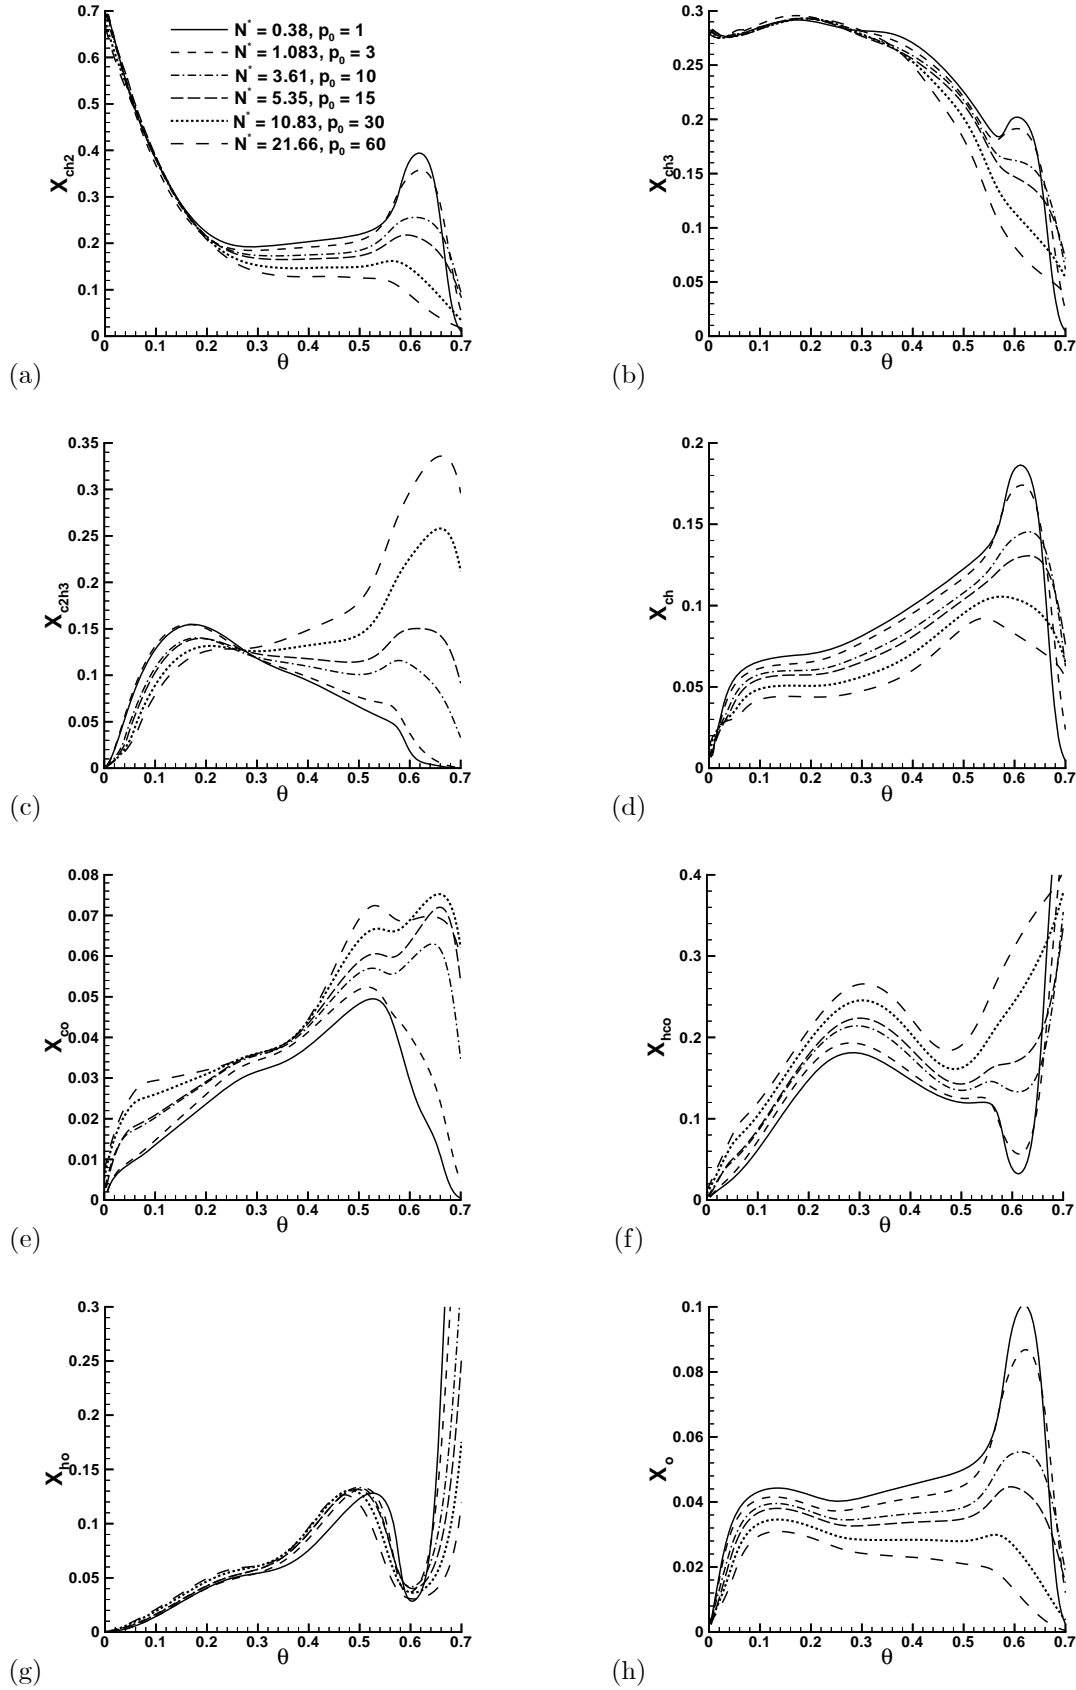 0.7
0.6
0.5
0.4
0.3
0.2
0.1
0
X_ch2
N* = 0.38, p₀ = 1
N* = 1.083, p₀ = 3
N* = 3.61, p₀ = 10
N* = 5.35, p₀ = 15
N* = 10.83, p₀ = 30
N* = 21.66, p₀ = 60
0 0.1 0.2 0.3 0.4 0.5 0.6 0.7
θ
(a)
0.3
0.25
0.2
0.15
0.1
0.05
0
X_ch3
0 0.1 0.2 0.3 0.4 0.5 0.6 0.7
θ
(b)
0.35
0.3
0.25
0.2
0.15
0.1
0.05
0
X_c2h3
0 0.1 0.2 0.3 0.4 0.5 0.6 0.7
θ
(c)
0.2
0.15
0.1
0.05
0
X_ch
0 0.1 0.2 0.3 0.4 0.5 0.6 0.7
θ
(d)
0.08
0.07
0.06
0.05
0.04
0.03
0.02
0.01
0
X_co
0 0.1 0.2 0.3 0.4 0.5 0.6 0.7
θ
(e)
0.4
0.3
0.2
0.1
0
X_hco
0 0.1 0.2 0.3 0.4 0.5 0.6 0.7
θ
(f)
0.3
0.25
0.2
0.15
0.1
0.05
0
X_ho
0 0.1 0.2 0.3 0.4 0.5 0.6 0.7
θ
(g)
0.1
0.08
0.06
0.04
0.02
0
X_o
0 0.1 0.2 0.3 0.4 0.5 0.6 0.7
θ
(h)